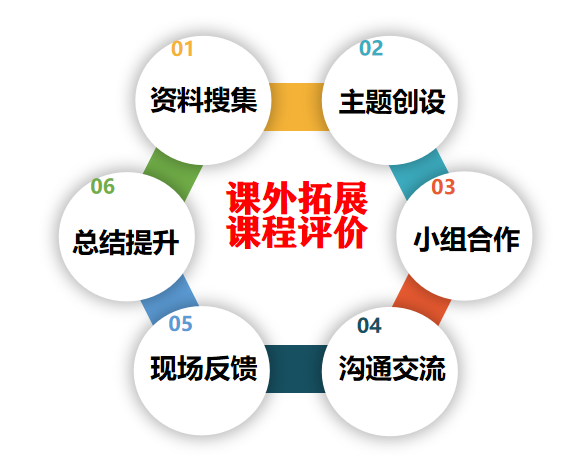 01
资料搜集
02
主题创设
03
小组合作
04
沟通交流
05
现场反馈
06
总结提升
课外拓展
课程评价